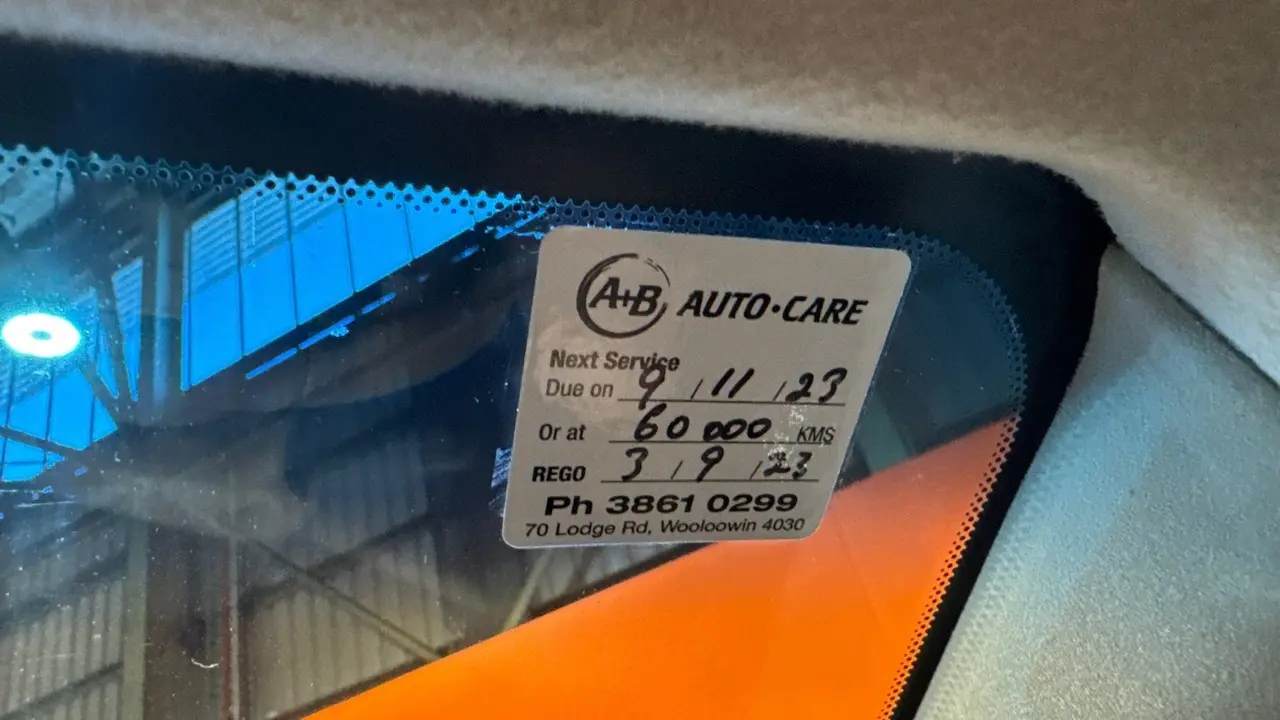 A+B AUTO•CARE
Next Service
Due on 9 / 11 / 23
Or at 60 000 KMS
REGO 3 / 9 / 23
Ph 3861 0299
70 Lodge Rd, Wooloowin 4030